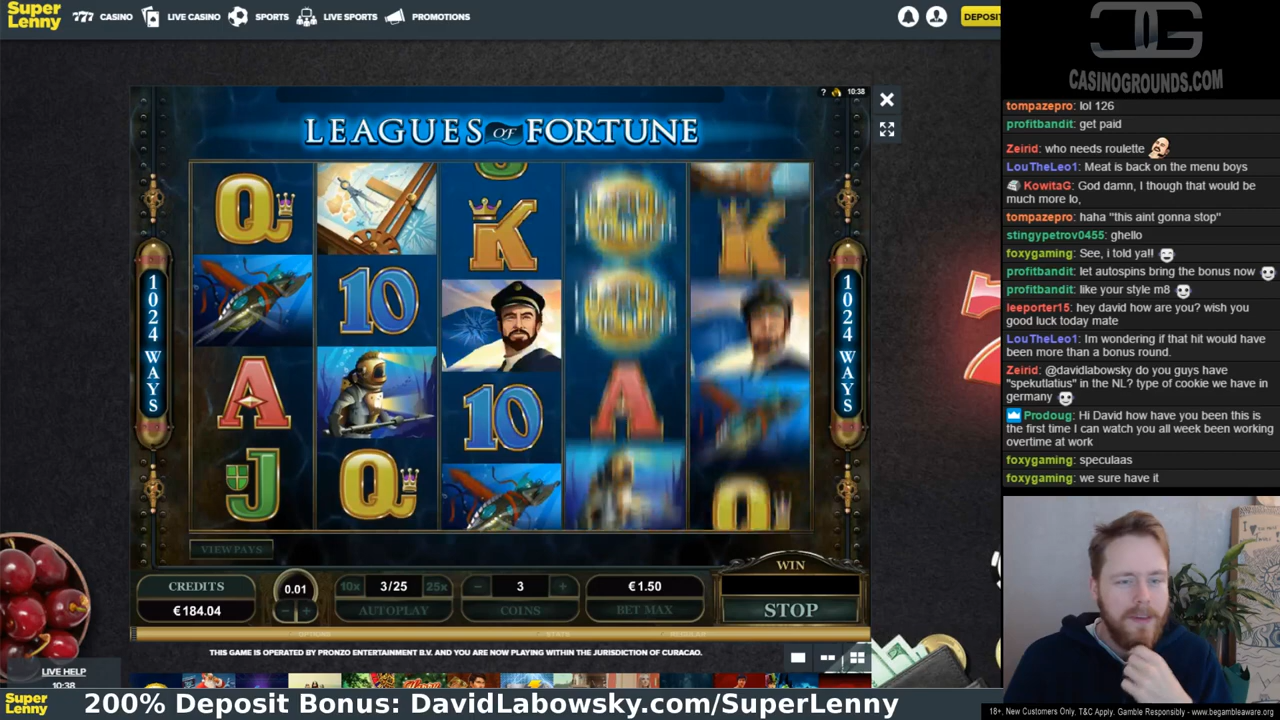 Super Lenny
777 CASINO LIVE CASINO SPORTS LIVE SPORTS PROMOTIONS
DEPOSIT
CG
CASINOGROUNDS.COM
? 10:38
LEAGUES OF FORTUNE
Q K K
1024 WAYS
10
A 10 A
J Q Q
1024 WAYS
VIEW PAYS
WIN
CREDITS
€184.04
0.01
10x 3/25 25x
AUTOPLAY
3
COINS
€1.50
BET MAX
STOP
OPTIONS STATS REGULAR
THIS GAME IS OPERATED BY PRONZO ENTERTAINMENT B.V. AND YOU ARE NOW PLAYING WITHIN THE JURISDICTION OF CURACAO.
LIVE HELP
10:38
tompazepro: lol 126
profitbandit: get paid
Zeirid: who needs roulette
LouTheLeo1: Meat is back on the menu boys
KowitaG: God damn, I though that would be
much more lo,
tompazepro: haha "this aint gonna stop"
stingypetrov0455: ghello
foxygaming: See, i told ya!!
profitbandit: let autospins bring the bonus now
profitbandit: like your style m8
leeporter15: hey david how are you? wish you
good luck today mate
LouTheLeo1: Im wondering if that hit would have
been more than a bonus round.
Zeirid: @davidlabowsky do you guys have
"spekutlatius" in the NL? type of cookie we have in
germany
Prodoug: Hi David how have you been this is
the first time I can watch you all week been working
overtime at work
foxygaming: speculaas
foxygaming: we sure have it
Super Lenny
200% Deposit Bonus: DavidLabowsky.com/SuperLenny
18+, New Customers Only, T&C Apply, Gamble Responsibly - www.begambleaware.org